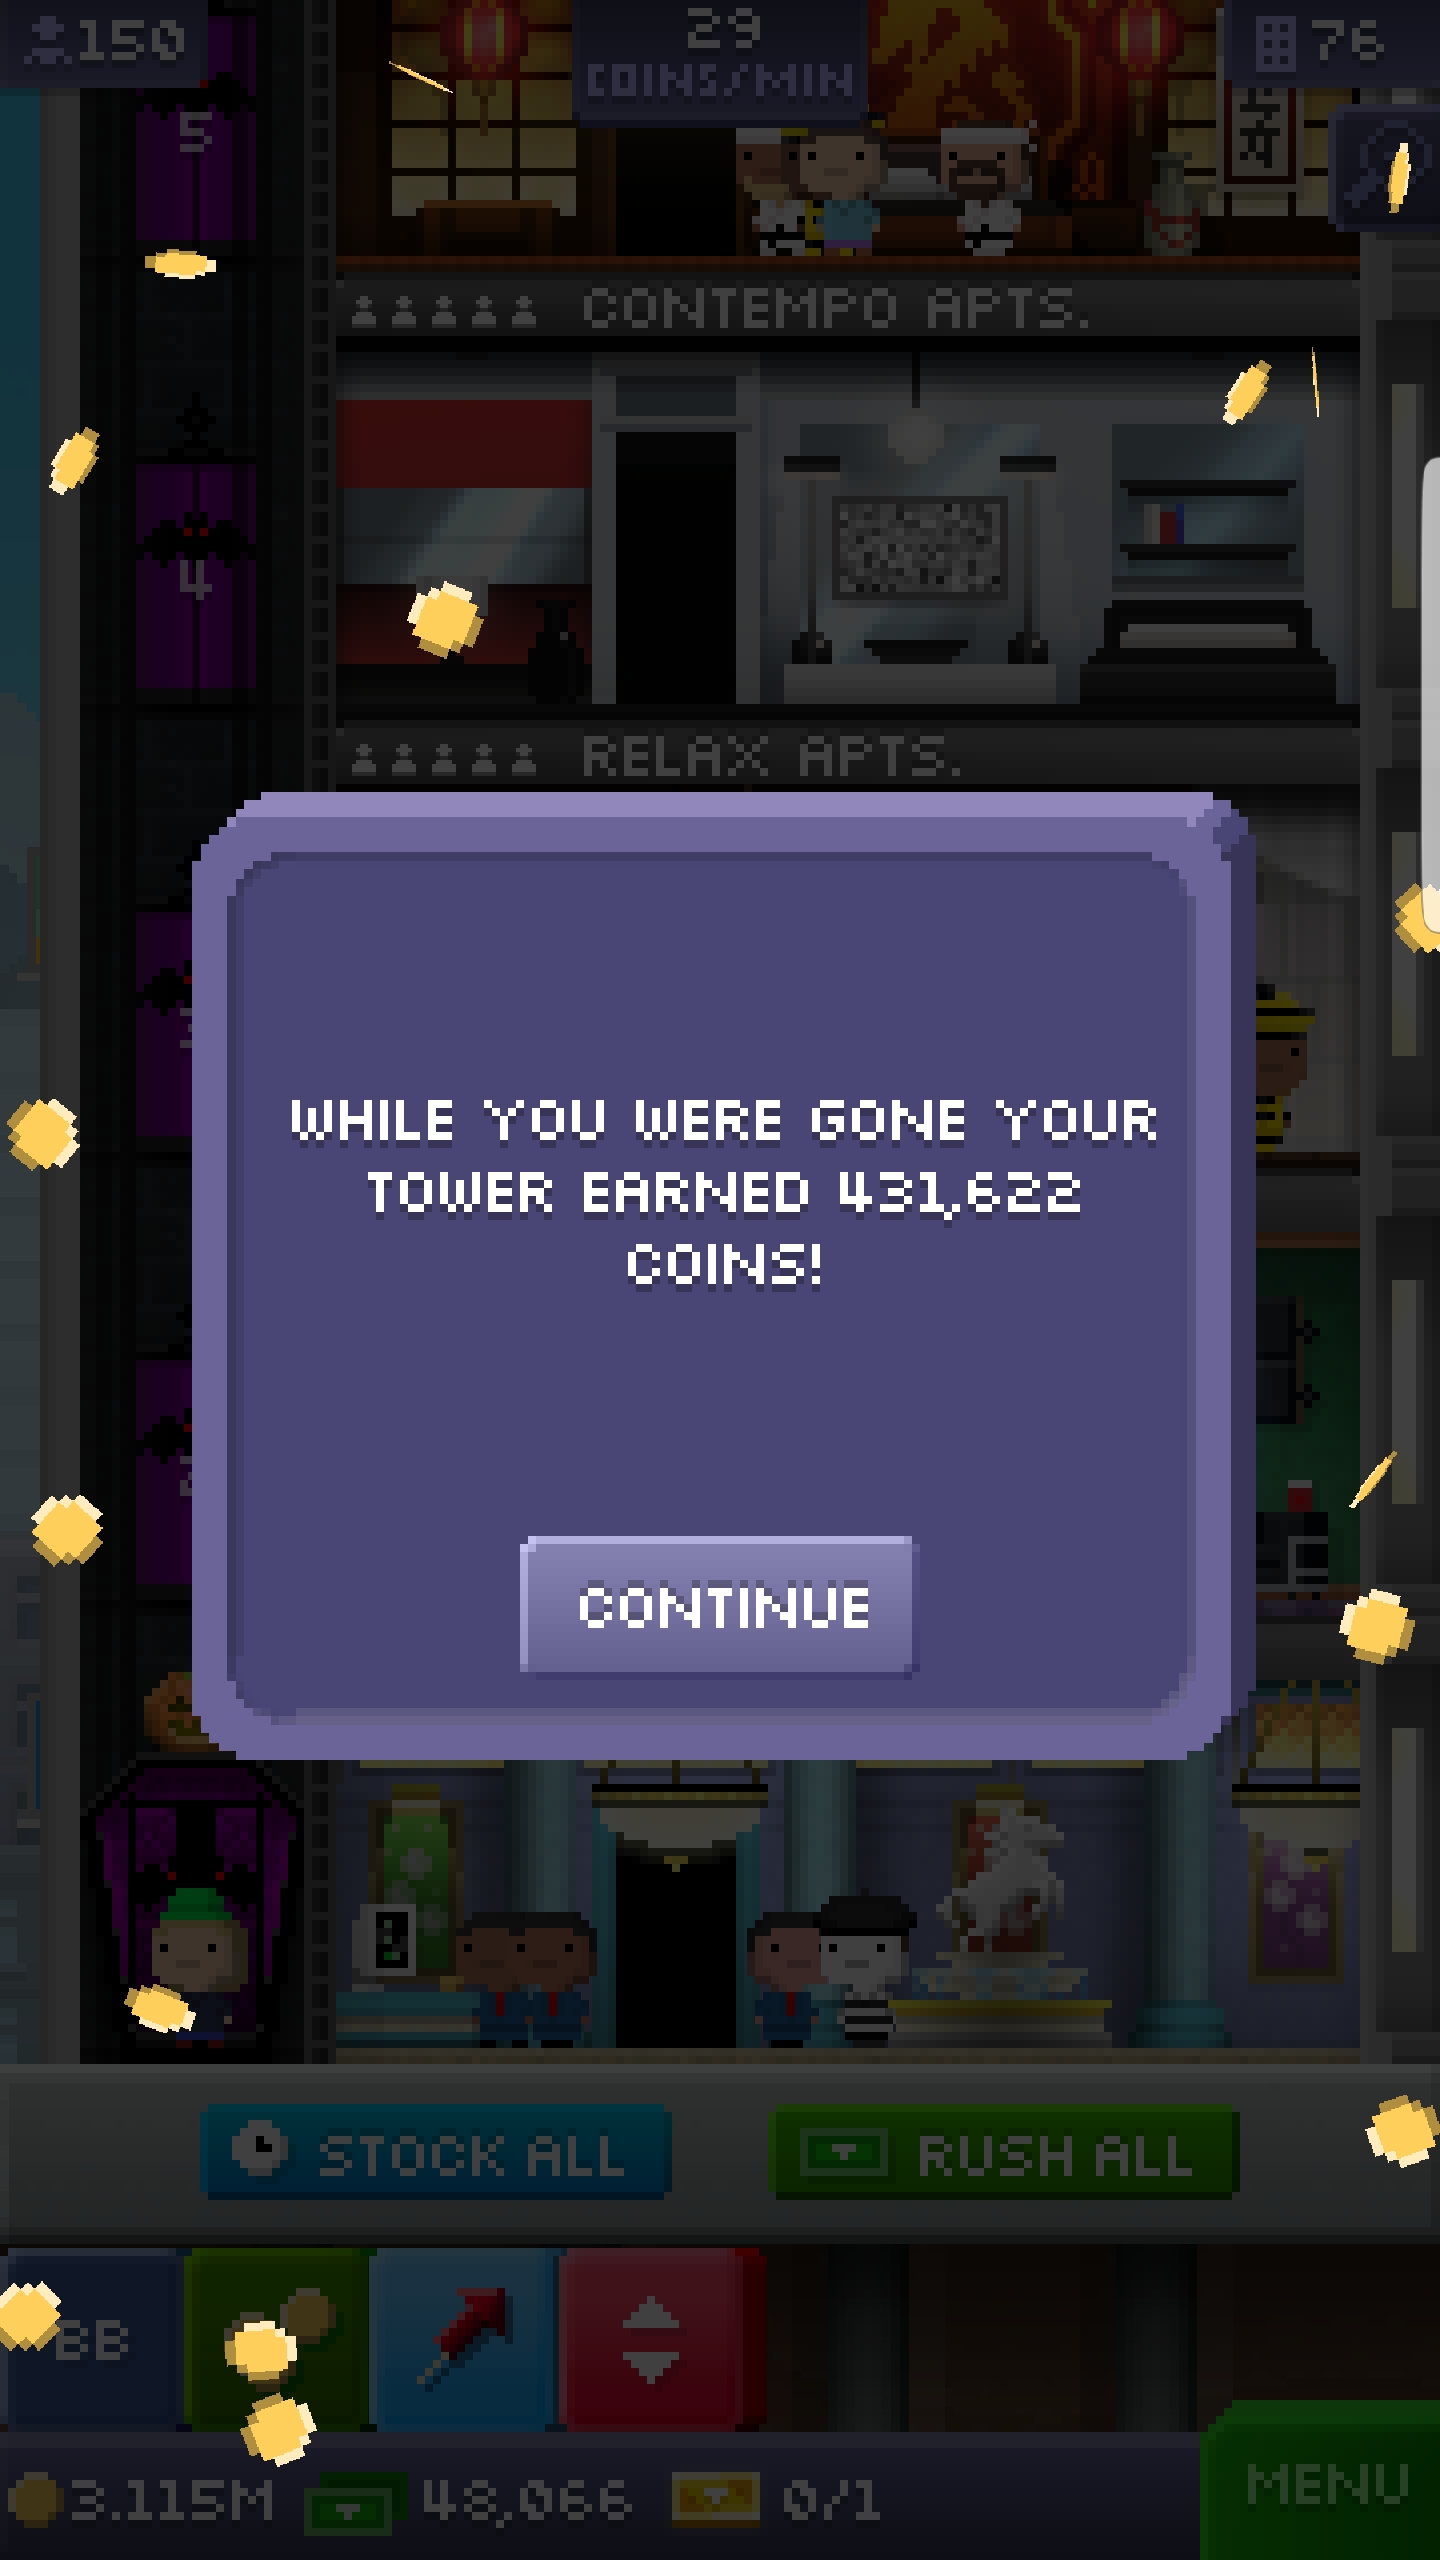 150
29
COINS/MIN
76
5
CONTEMPO APTS.
4
RELAX APTS.
WHILE YOU WERE GONE YOUR
TOWER EARNED 431,622
COINS!
CONTINUE
STOCK ALL
RUSH ALL
BB
3.115M
48,066
0/1
MENU